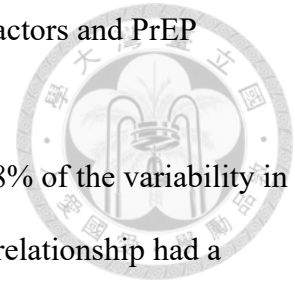 actors and PrEP
8% of the variability in
relationship had a